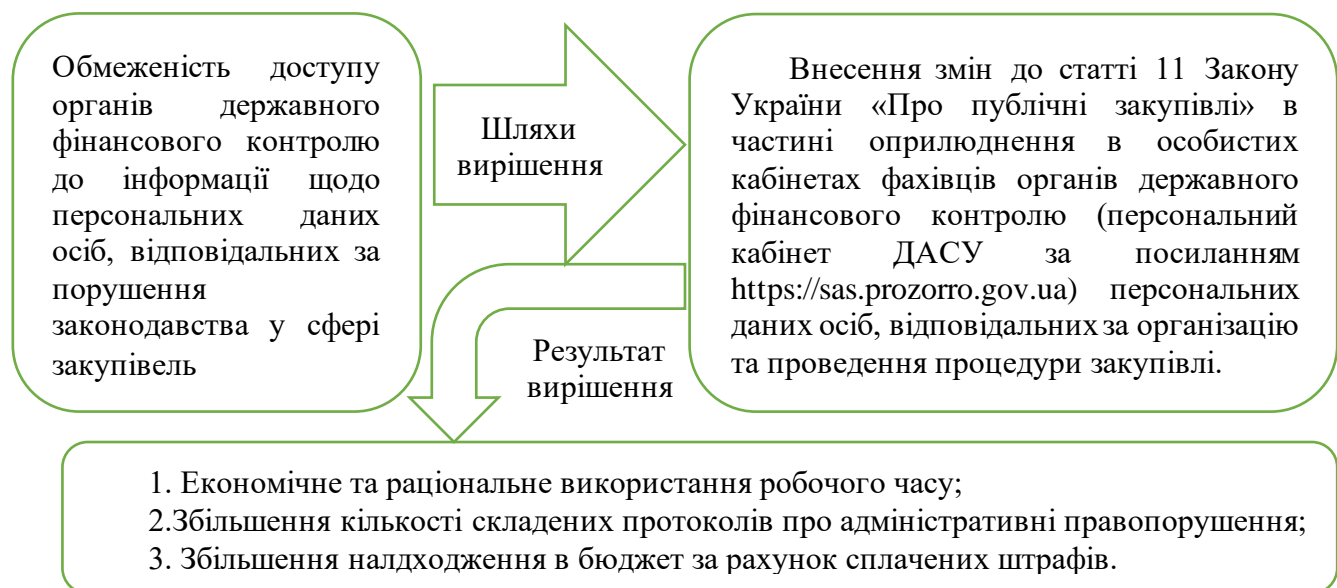 Обмеженість доступу
органів державного
фінансового контролю
до інформації щодо
персональних даних
осіб, відповідальних за
порушення
законодавства у сфері
закупівель
Шляхи
вирішення
Внесення змін до статті 11 Закону
України «Про публічні закупівлі» в
частині оприлюднення в особистих
кабінетах фахівців органів державного
фінансового контролю (персональний
кабінет ДАСУ за посиланням
https://sas.prozorro.gov.ua) персональних
даних осіб, відповідальних за організацію
та проведення процедури закупівлі.
Результат
вирішення
1. Економічне та раціональне використання робочого часу;
2.Збільшення кількості складених протоколів про адміністративні правопорушення;
3. Збільшення налдходження в бюджет за рахунок сплачених штрафів.